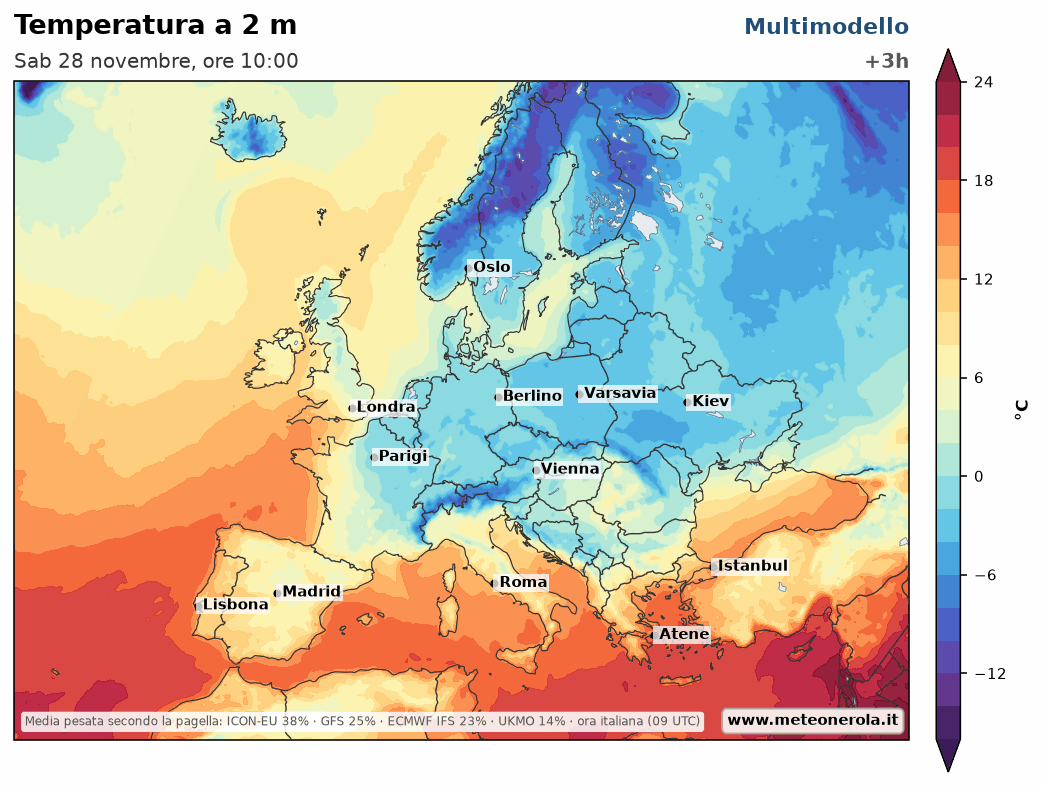 Temperatura a 2 m
Multimodello
Sab 28 novembre, ore 10:00
+3h
24
18
12
6
0
−6
−12
°C
Oslo
Londra
Berlino
Varsavia
Kiev
Parigi
Vienna
Istanbul
Roma
Madrid
Lisbona
Atene
Media pesata secondo la pagella: ICON-EU 38% · GFS 25% · ECMWF IFS 23% · UKMO 14% · ora italiana (09 UTC)
www.meteonerola.it